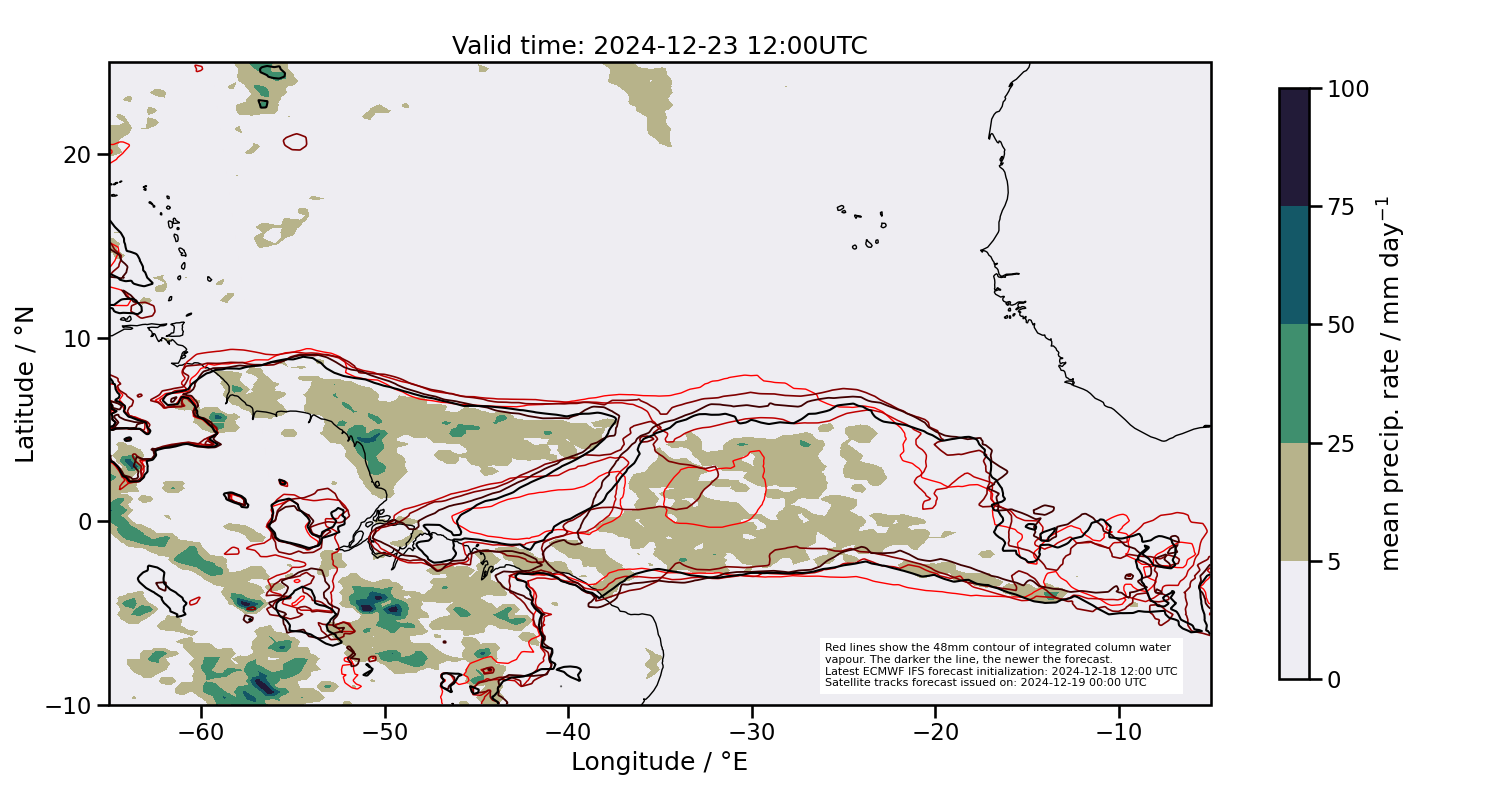 Valid time: 2024-12-23 12:00UTC
20
10
0
−10
Latitude / °N
−60
−50
−40
−30
−20
−10
Longitude / °E
Red lines show the 48mm contour of integrated column water
vapour. The darker the line, the newer the forecast.
Latest ECMWF IFS forecast initialization: 2024-12-18 12:00 UTC
Satellite tracks forecast issued on: 2024-12-19 00:00 UTC
100
75
50
25
5
0
mean precip. rate / mm day⁻¹